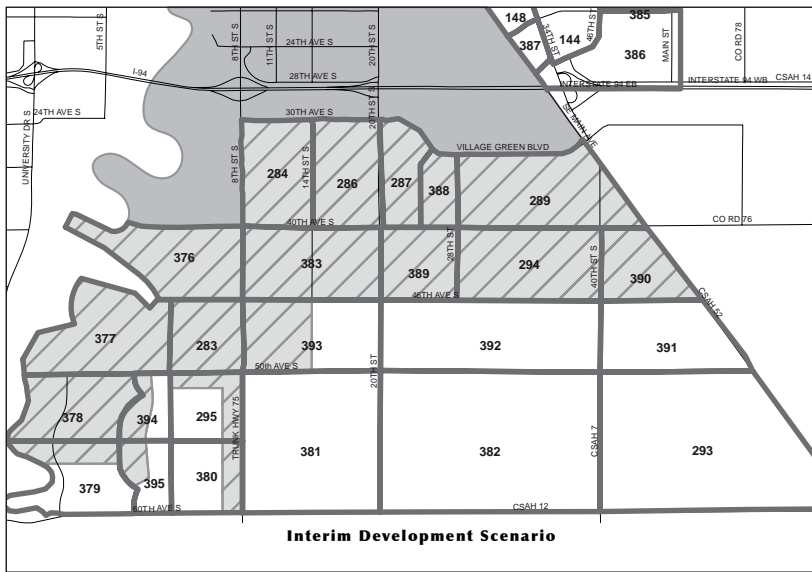 148
34TH ST
46TH ST
385
5TH ST S
8TH ST S
11TH ST S
20TH ST S
24TH AVE S
387
144
386
MAIN ST
CO RD 78
I-94
28TH AVE S
INTERSTATE 94 EB
INTERSTATE 94 WB
CSAH 14
24TH AVE S
30TH AVE S
20TH ST S
SE MAIN AVE
UNIVERSITY DR S
VILLAGE GREEN BLVD
8TH ST S
284
14TH ST S
286
287
388
289
40TH AVE S
CO RD 76
376
383
389
28TH ST
294
40TH ST S
390
46TH AVE S
CSAH 52
377
283
393
392
391
50th AVE S
20TH ST
378
394
295
TRUNK HWY 75
381
382
CSAH 7
293
379
395
380
60TH AVE S
CSAH 12
Interim Development Scenario